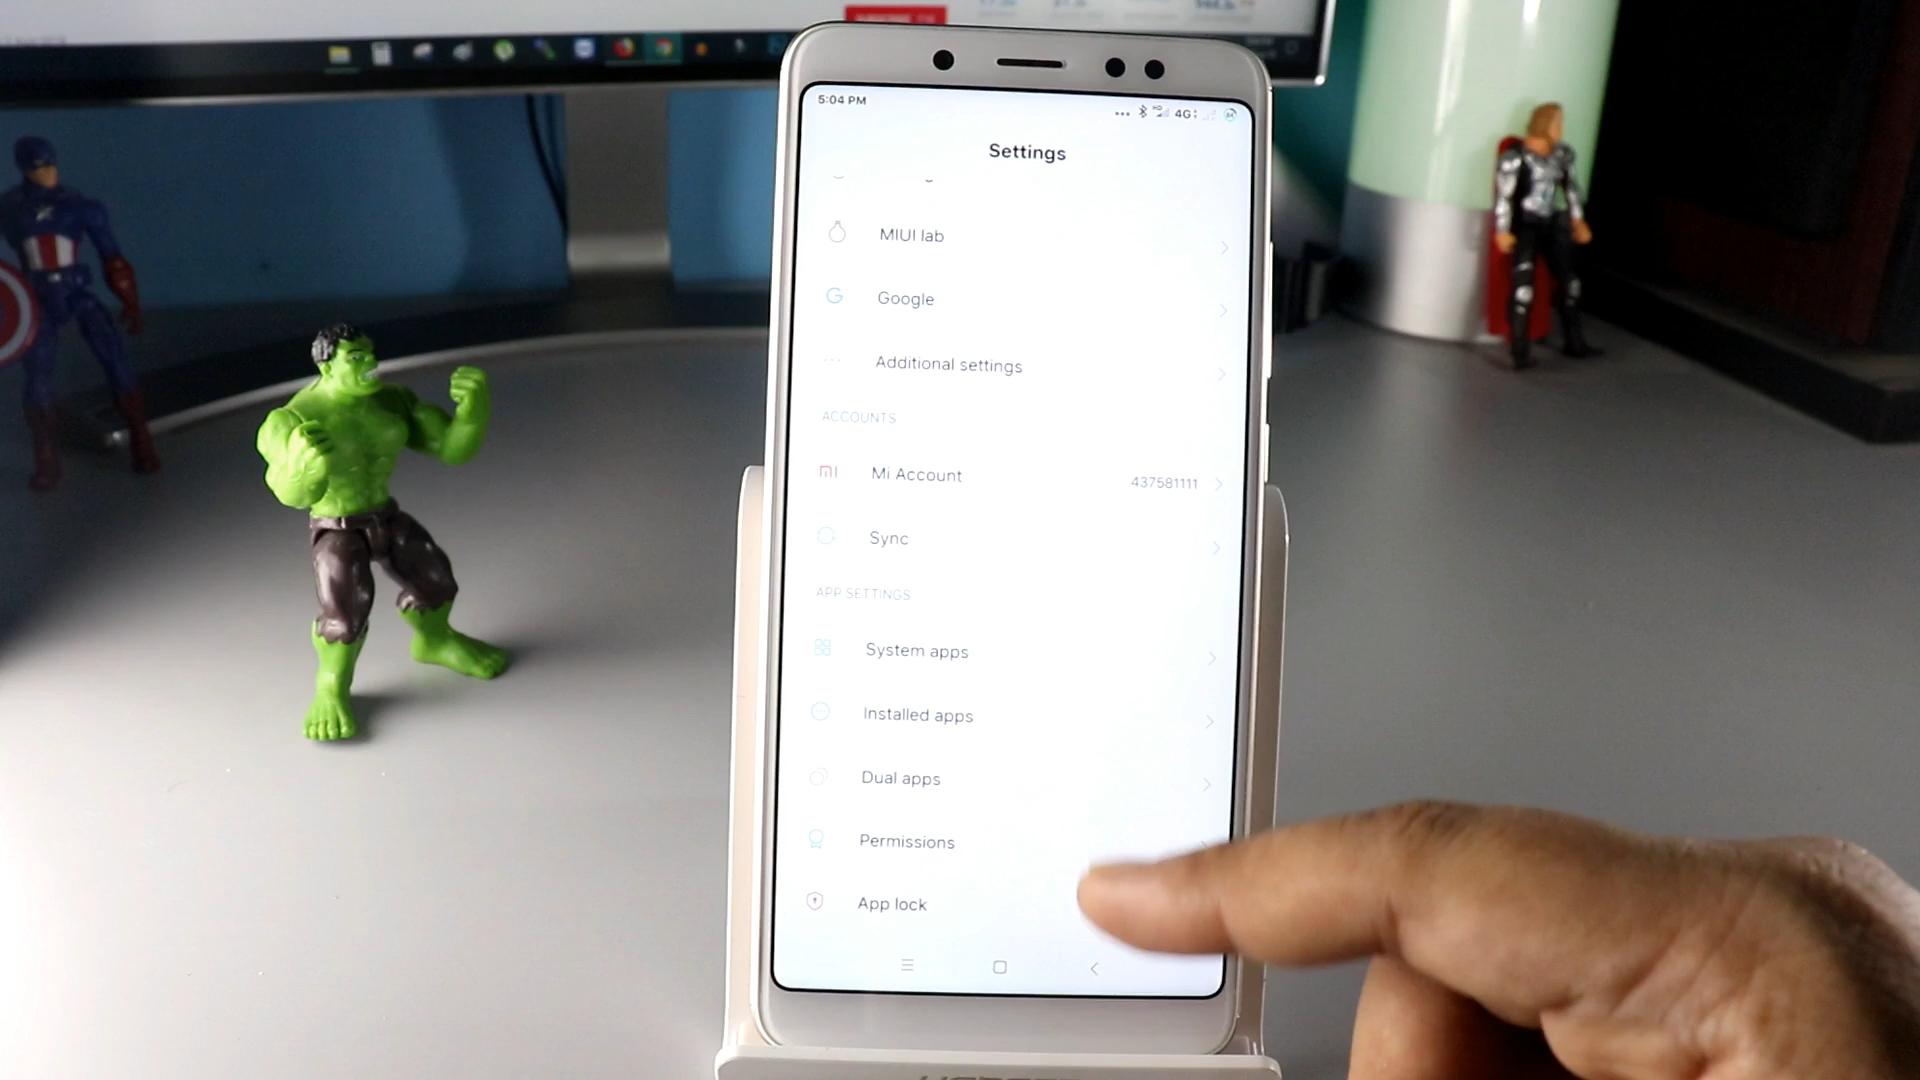 5:04 PM
4G
Settings
MIUI lab
Google
Additional settings
ACCOUNTS
Mi Account 437581111
Sync
APP SETTINGS
System apps
Installed apps
Dual apps
Permissions
App lock